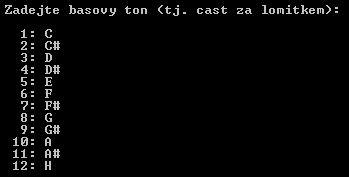 Zadejte basovy ton (tj. cast za lomitkem):
1: C
2: C#
3: D
4: D#
5: E
6: F
7: F#
8: G
9: G#
10: A
11: A#
12: H